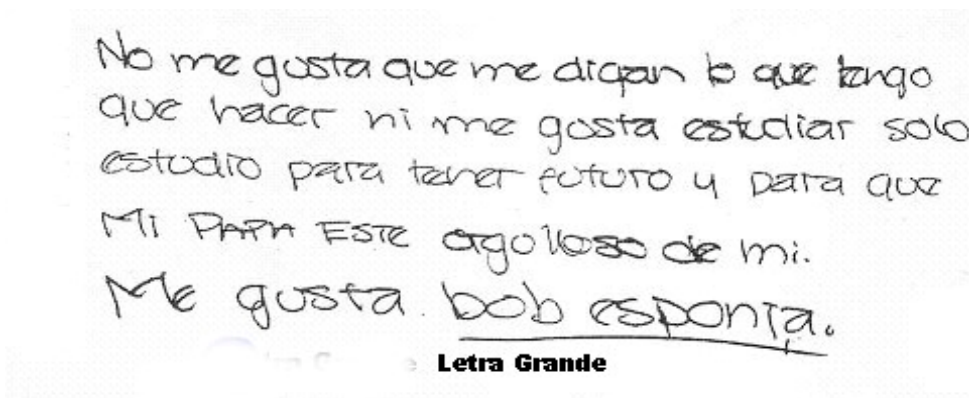 No me gusta que me digan lo que tengo
que hacer ni me gusta estudiar solo
estudio para tener futuro y para que
Mi PAPA ESTE orgolloso de mi.
Me gusta bob esponja.
Letra Grande